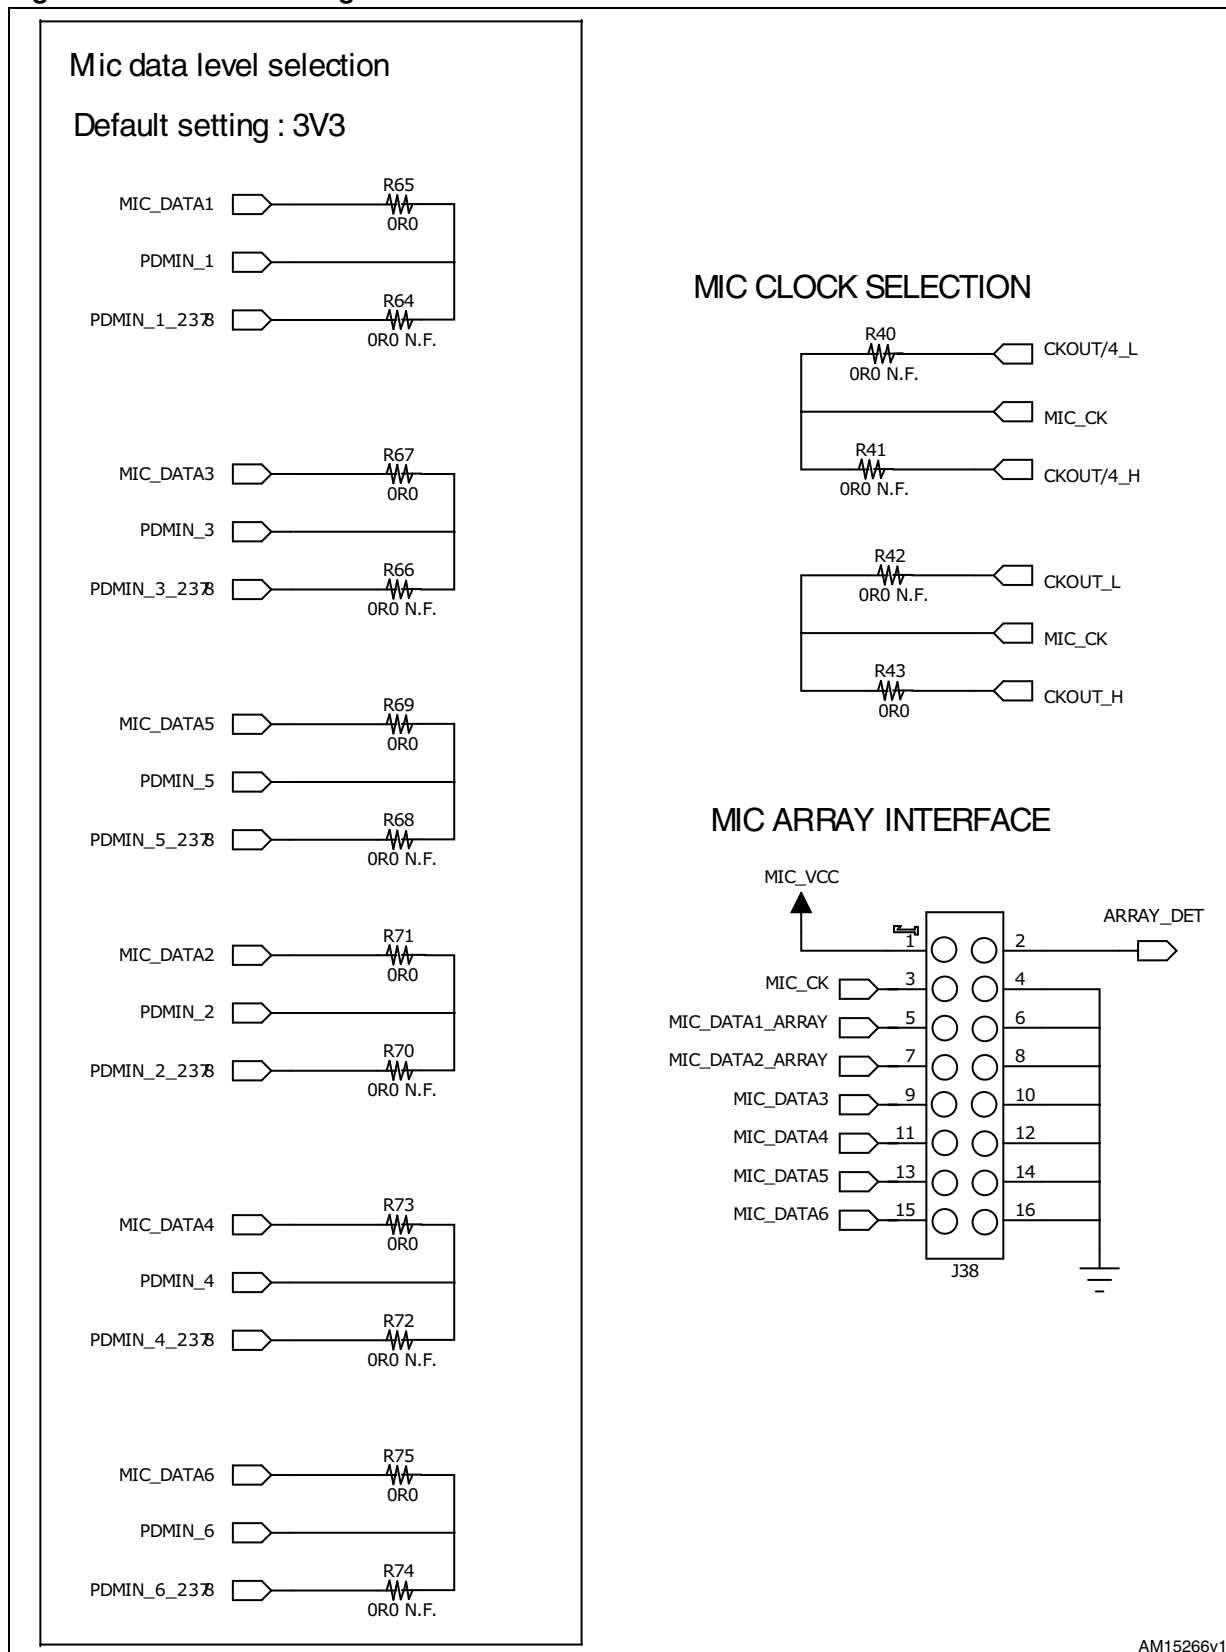 Mic data level selection
Default setting : 3V3
R65
MIC_DATA1
0R0
PDMIN_1
R64
PDMIN_1_2378
0R0 N.F.
R67
MIC_DATA3
0R0
PDMIN_3
R66
PDMIN_3_2378
0R0 N.F.
R69
MIC_DATA5
0R0
PDMIN_5
R68
PDMIN_5_2378
0R0 N.F.
R71
MIC_DATA2
0R0
PDMIN_2
R70
PDMIN_2_2378
0R0 N.F.
R73
MIC_DATA4
0R0
PDMIN_4
R72
PDMIN_4_2378
0R0 N.F.
R75
MIC_DATA6
0R0
PDMIN_6
R74
PDMIN_6_2378
0R0 N.F.
MIC CLOCK SELECTION
R40
CKOUT/4_L
0R0 N.F.
MIC_CK
R41
CKOUT/4_H
0R0 N.F.
R42
CKOUT_L
0R0 N.F.
MIC_CK
R43
CKOUT_H
0R0
MIC ARRAY INTERFACE
MIC_VCC
ARRAY_DET
1 2
MIC_CK 3 4
MIC_DATA1_ARRAY 5 6
MIC_DATA2_ARRAY 7 8
MIC_DATA3 9 10
MIC_DATA4 11 12
MIC_DATA5 13 14
MIC_DATA6 15 16
J38
AM15266v1